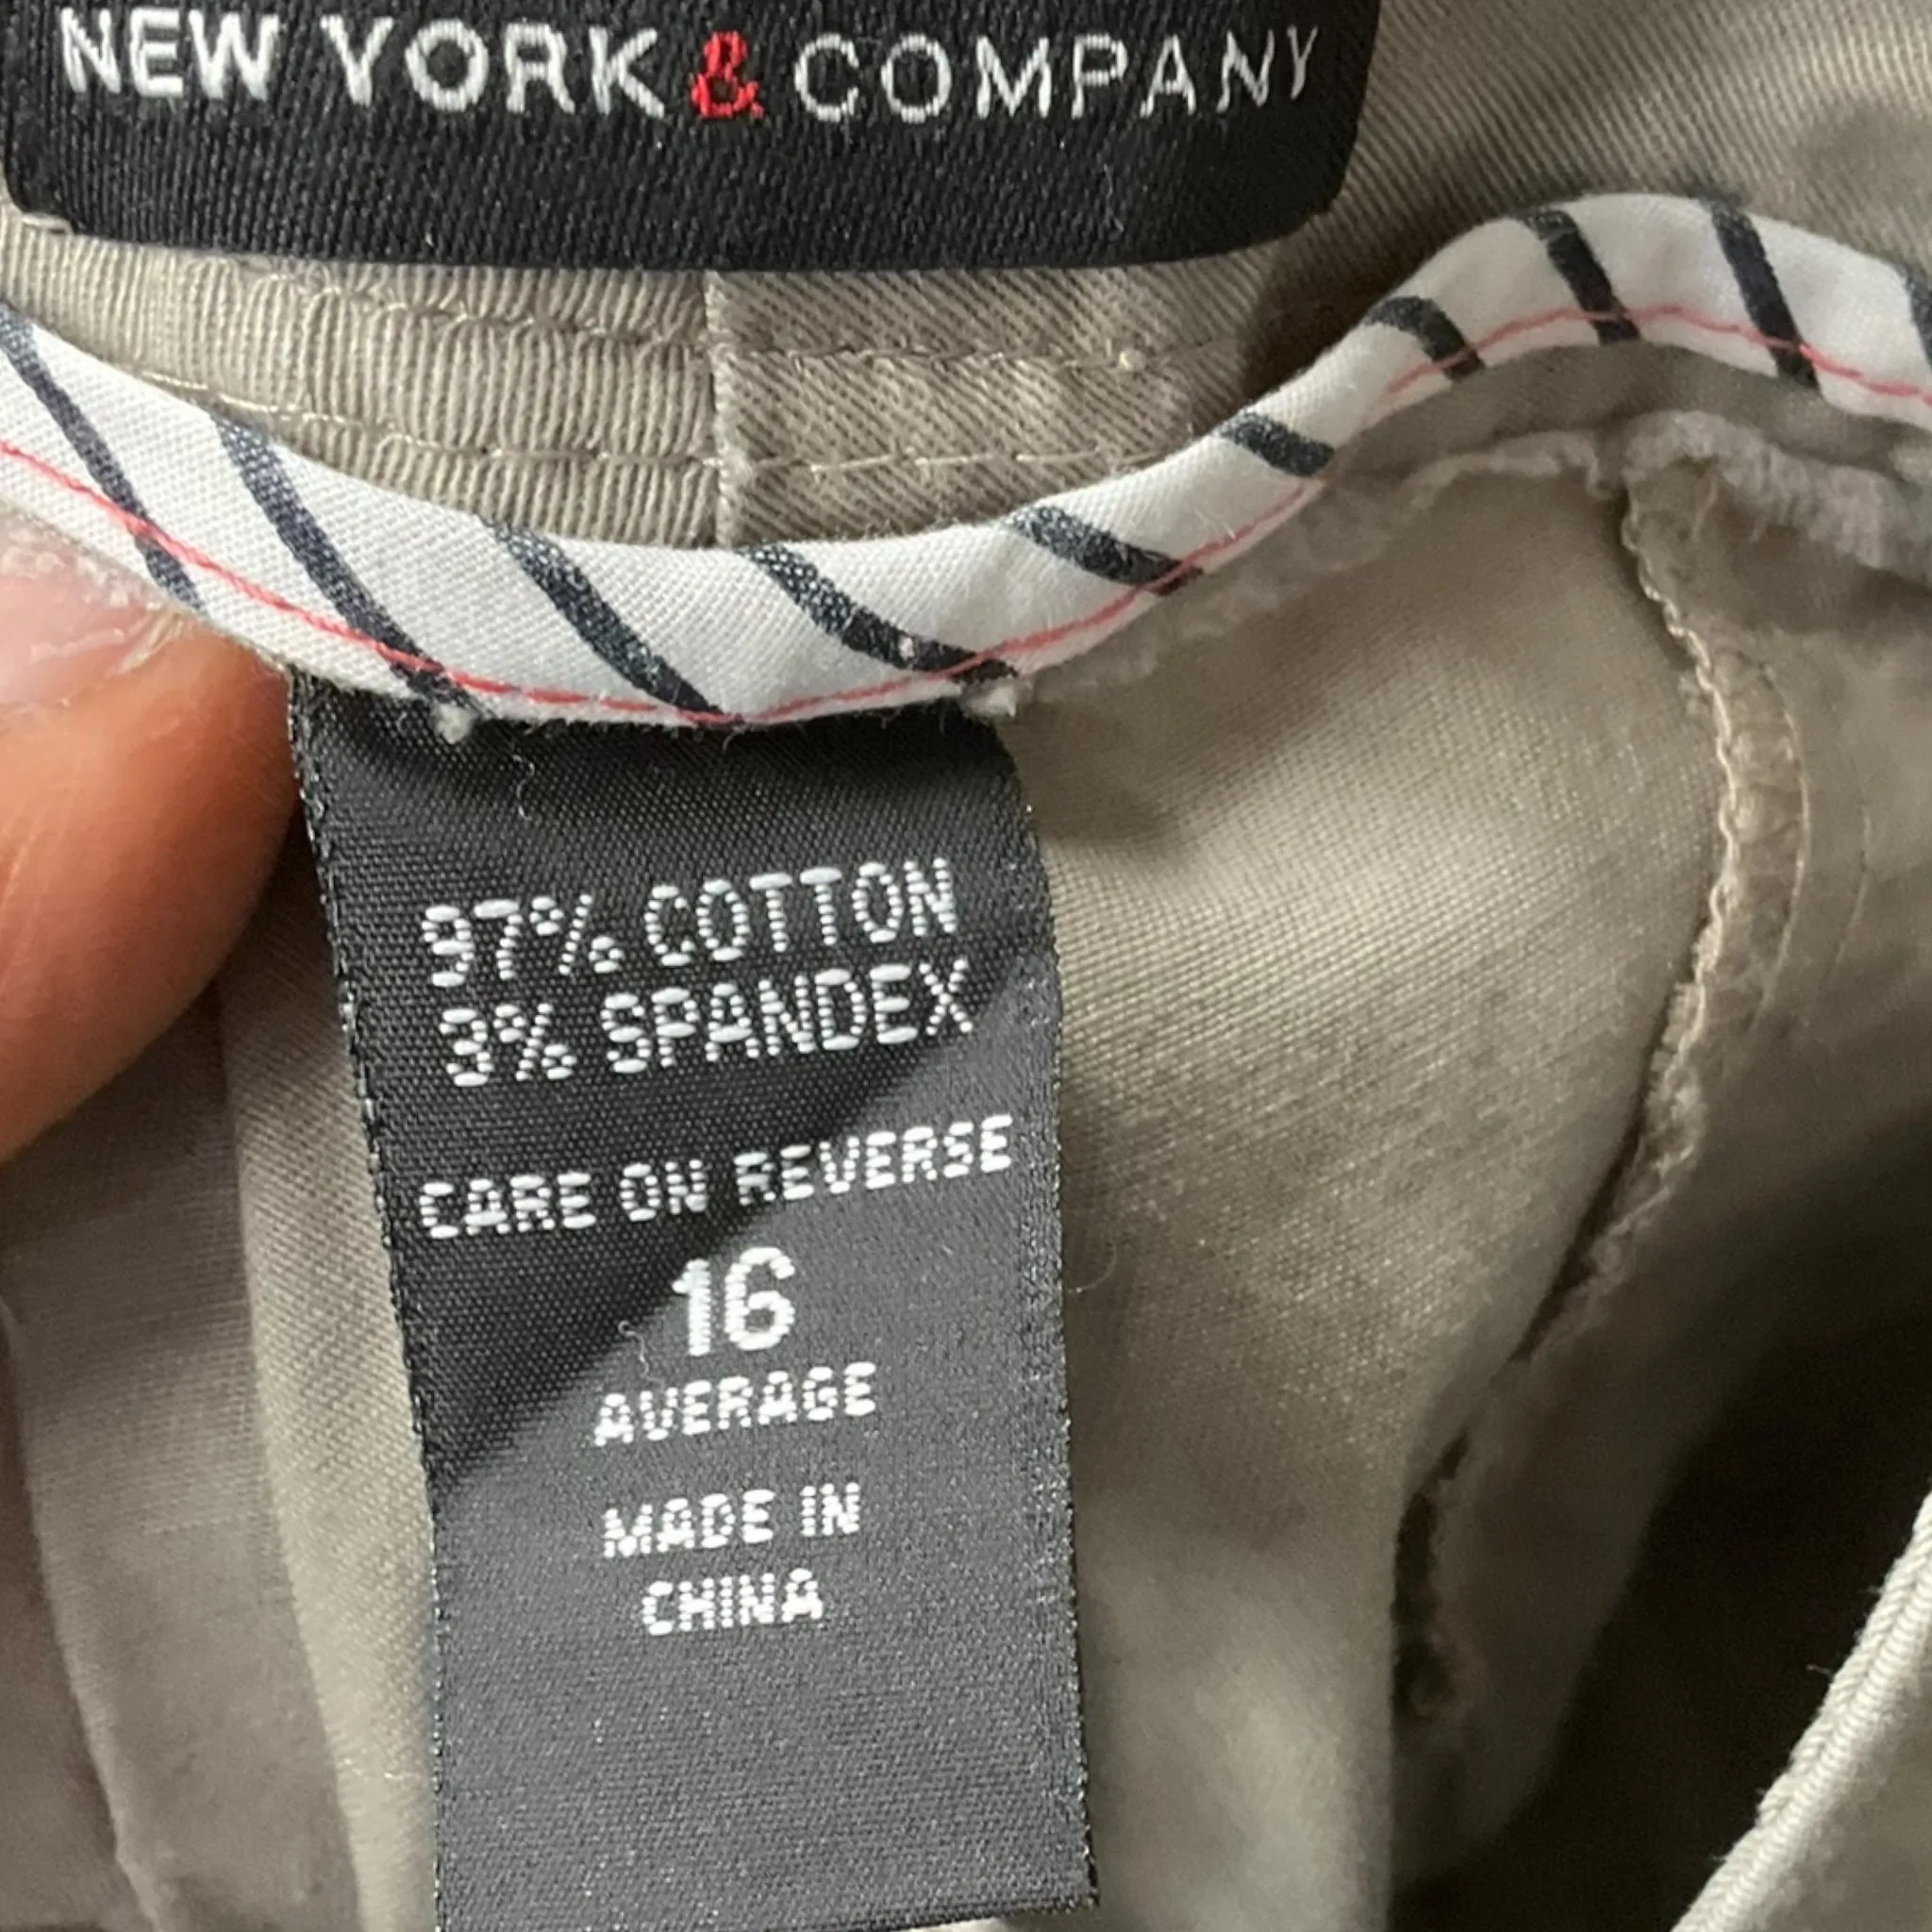 NEW YORK & COMPANY
97% COTTON
3% SPANDEX
CARE ON REVERSE
16
AVERAGE
MADE IN
CHINA